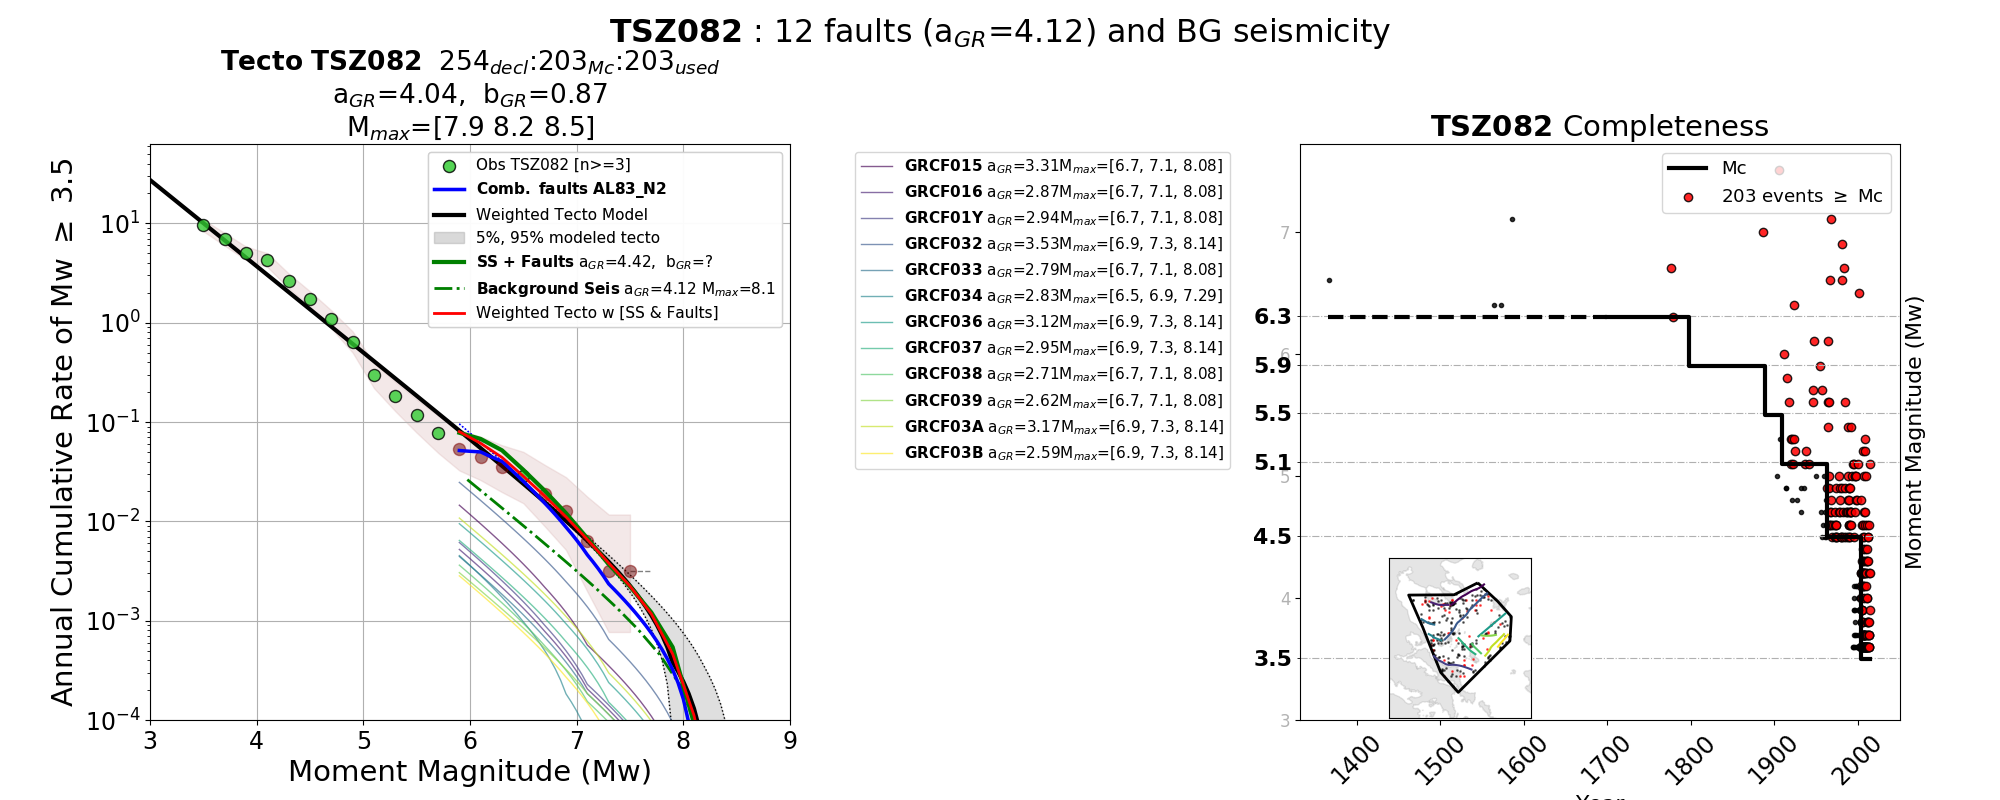 TSZ082 : 12 faults (aGR=4.12) and BG seismicity
Tecto TSZ082 254decl:203Mc:203used
aGR=4.04, bGR=0.87
Mmax=[7.9 8.2 8.5]
Annual Cumulative Rate of Mw ≥ 3.5
10^1
10^0
10^-1
10^-2
10^-3
10^-4
3 4 5 6 7 8 9
Moment Magnitude (Mw)
Obs TSZ082 [n>=3]
Comb. faults AL83_N2
Weighted Tecto Model
5%, 95% modeled tecto
SS + Faults aGR=4.42, bGR=?
Background Seis aGR=4.12 Mmax=8.1
Weighted Tecto w [SS & Faults]
GRCF015 aGR=3.31Mmax=[6.7, 7.1, 8.08]
GRCF016 aGR=2.87Mmax=[6.7, 7.1, 8.08]
GRCF01Y aGR=2.94Mmax=[6.7, 7.1, 8.08]
GRCF032 aGR=3.53Mmax=[6.9, 7.3, 8.14]
GRCF033 aGR=2.79Mmax=[6.7, 7.1, 8.08]
GRCF034 aGR=2.83Mmax=[6.5, 6.9, 7.29]
GRCF036 aGR=3.12Mmax=[6.9, 7.3, 8.14]
GRCF037 aGR=2.95Mmax=[6.9, 7.3, 8.14]
GRCF038 aGR=2.71Mmax=[6.7, 7.1, 8.08]
GRCF039 aGR=2.62Mmax=[6.7, 7.1, 8.08]
GRCF03A aGR=3.17Mmax=[6.9, 7.3, 8.14]
GRCF03B aGR=2.59Mmax=[6.9, 7.3, 8.14]
TSZ082 Completeness
Mc
203 events ≥ Mc
7
6.3
6
5.9
5.5
5.1
5
4.5
4
3.5
3
1400 1500 1600 1700 1800 1900 2000
Year
Moment Magnitude (Mw)